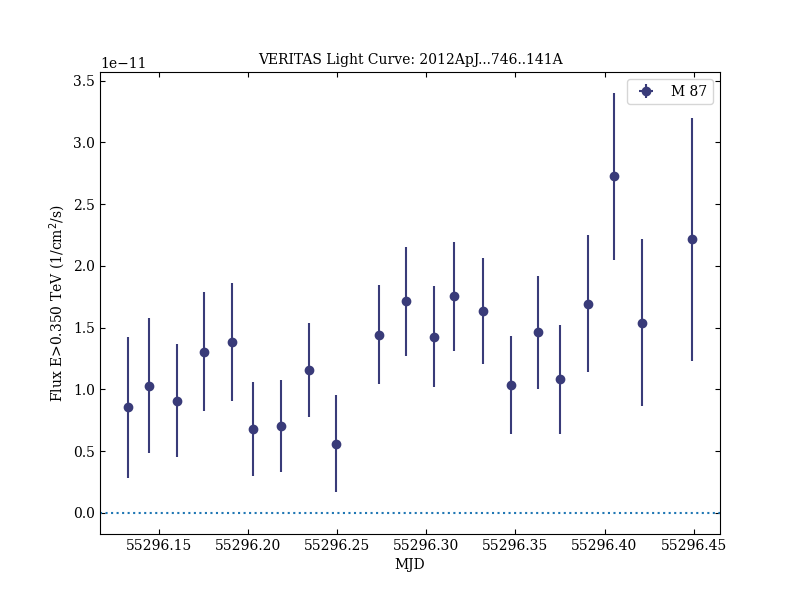 VERITAS Light Curve: 2012ApJ...746..141A
1e−11
M 87
3.5
3.0
2.5
2.0
1.5
1.0
0.5
0.0
Flux E>0.350 TeV (1/cm²/s)
55296.15 55296.20 55296.25 55296.30 55296.35 55296.40 55296.45
MJD